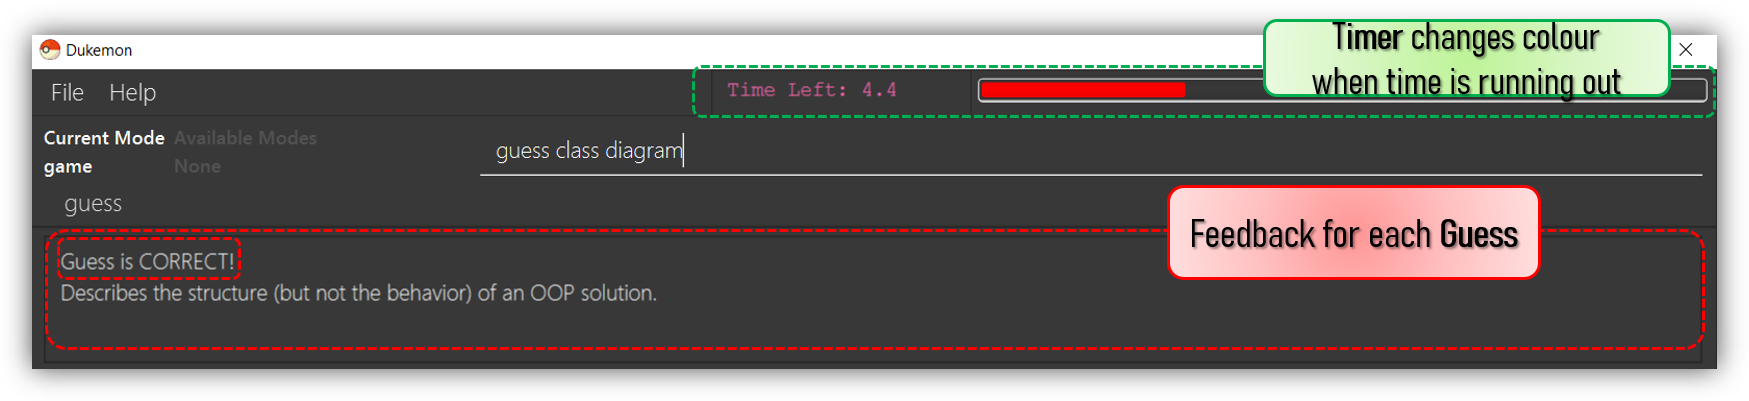 Dukemon
Timer changes colour
when time is running out
File Help
Time Left: 4.4
Current Mode Available Modes
game None
guess class diagram
guess
Feedback for each Guess
Guess is CORRECT!
Describes the structure (but not the behavior) of an OOP solution.